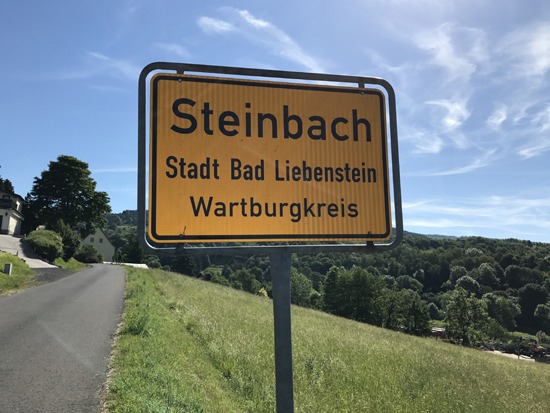 Steinbach
Stadt Bad Liebenstein
Wartburgkreis